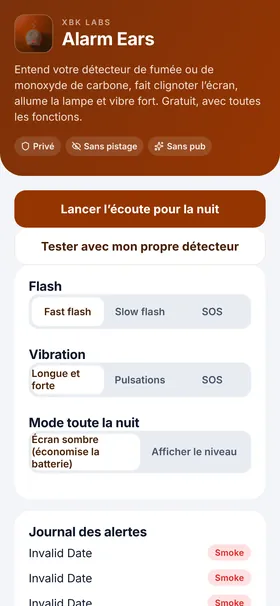 XBK LABS
Alarm Ears
Entend votre détecteur de fumée ou de
monoxyde de carbone, fait clignoter l'écran,
allume la lampe et vibre fort. Gratuit, avec toutes
les fonctions.
Privé
Sans pistage
Sans pub
Lancer l'écoute pour la nuit
Tester avec mon propre détecteur
Flash
Fast flash
Slow flash
SOS
Vibration
Longue et
forte
Pulsations
SOS
Mode toute la nuit
Écran sombre
(économise la
batterie)
Afficher le niveau
Journal des alertes
Invalid Date
Smoke
Invalid Date
Smoke
Invalid Date
Smoke